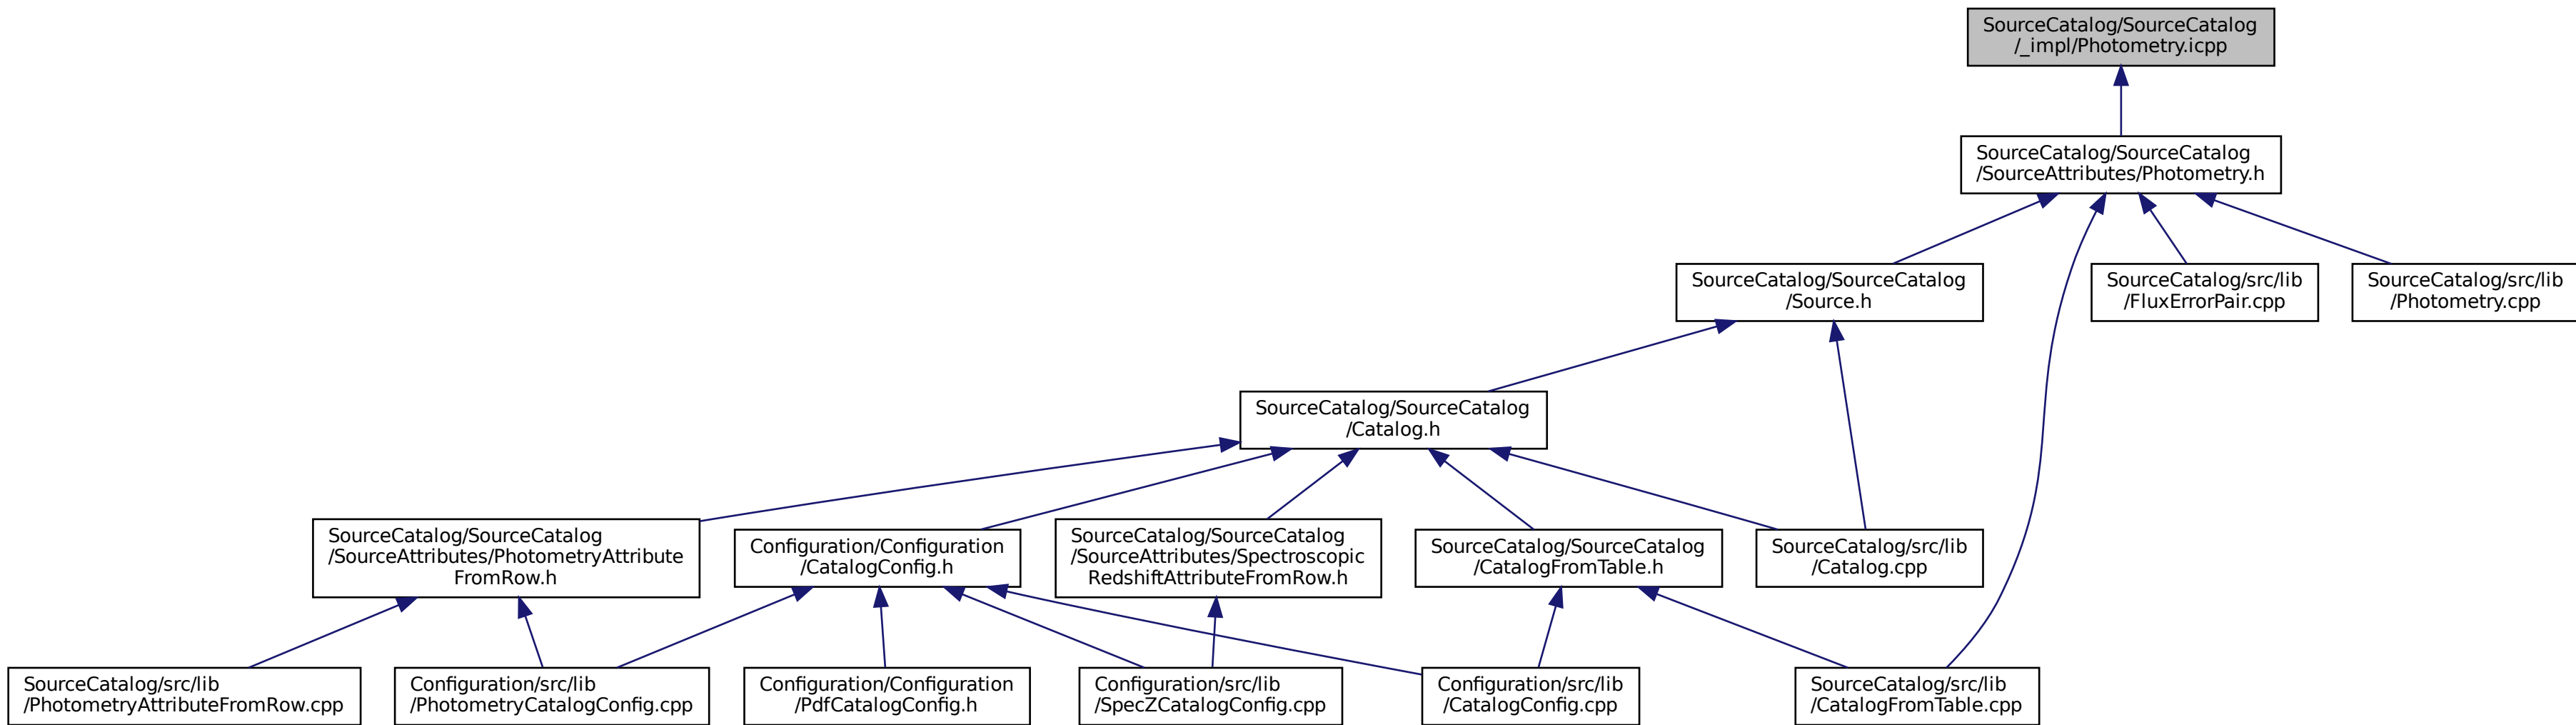 SourceCatalog/SourceCatalog
/_impl/Photometry.icpp
SourceCatalog/SourceCatalog
/SourceAttributes/Photometry.h
SourceCatalog/SourceCatalog
/Source.h
SourceCatalog/src/lib
/FluxErrorPair.cpp
SourceCatalog/src/lib
/Photometry.cpp
SourceCatalog/SourceCatalog
/Catalog.h
SourceCatalog/SourceCatalog
/SourceAttributes/PhotometryAttribute
FromRow.h
Configuration/Configuration
/CatalogConfig.h
SourceCatalog/SourceCatalog
/SourceAttributes/Spectroscopic
RedshiftAttributeFromRow.h
SourceCatalog/SourceCatalog
/CatalogFromTable.h
SourceCatalog/src/lib
/Catalog.cpp
SourceCatalog/src/lib
/PhotometryAttributeFromRow.cpp
Configuration/src/lib
/PhotometryCatalogConfig.cpp
Configuration/Configuration
/PdfCatalogConfig.h
Configuration/src/lib
/SpecZCatalogConfig.cpp
Configuration/src/lib
/CatalogConfig.cpp
SourceCatalog/src/lib
/CatalogFromTable.cpp